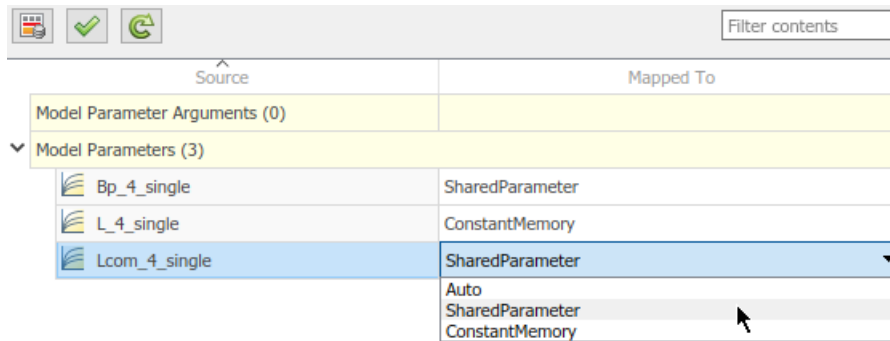 Filter contents
Source Mapped To
Model Parameter Arguments (0)
Model Parameters (3)
Bp_4_single SharedParameter
L_4_single ConstantMemory
Lcom_4_single SharedParameter
Auto
SharedParameter
ConstantMemory